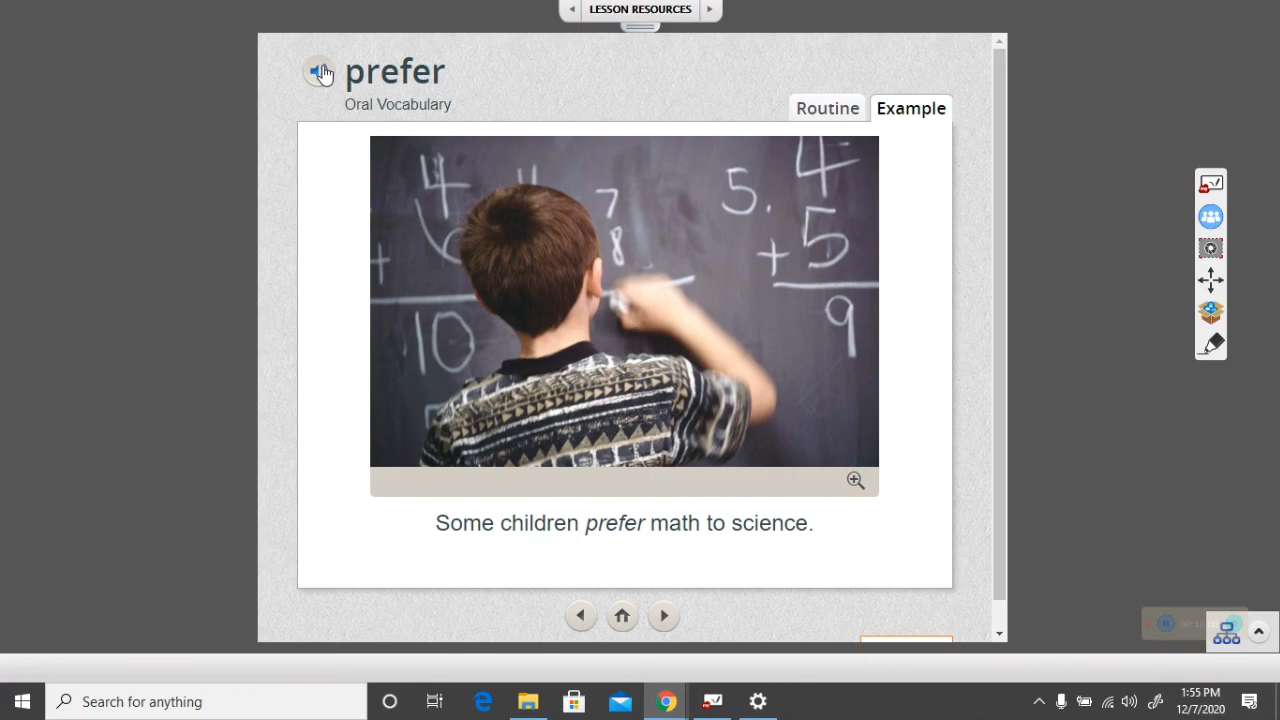 LESSON RESOURCES
prefer
Oral Vocabulary
Routine
Example
4
+ 6
10
7
8
5.
4
+ 5
9
Some children prefer math to science.
Search for anything
1:55 PM
12/7/2020